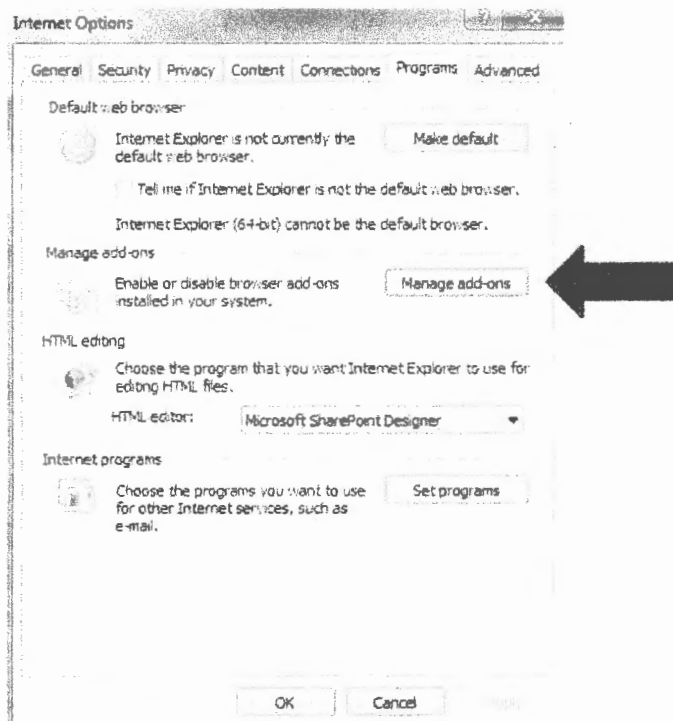 Internet Options
General Security Privacy Content Connections Programs Advanced
Default web browser
Internet Explorer is not currently the
default web browser.
Make default
Tell me if Internet Explorer is not the default web browser.
Internet Explorer (64-bit) cannot be the default browser.
Manage add-ons
Enable or disable browser add-ons
installed in your system.
Manage add-ons
HTML editing
Choose the program that you want Internet Explorer to use for
editing HTML files.
HTML editor:
Microsoft SharePoint Designer
Internet programs
Choose the programs you want to use
for other Internet services, such as
e-mail.
Set programs
OK Cancel